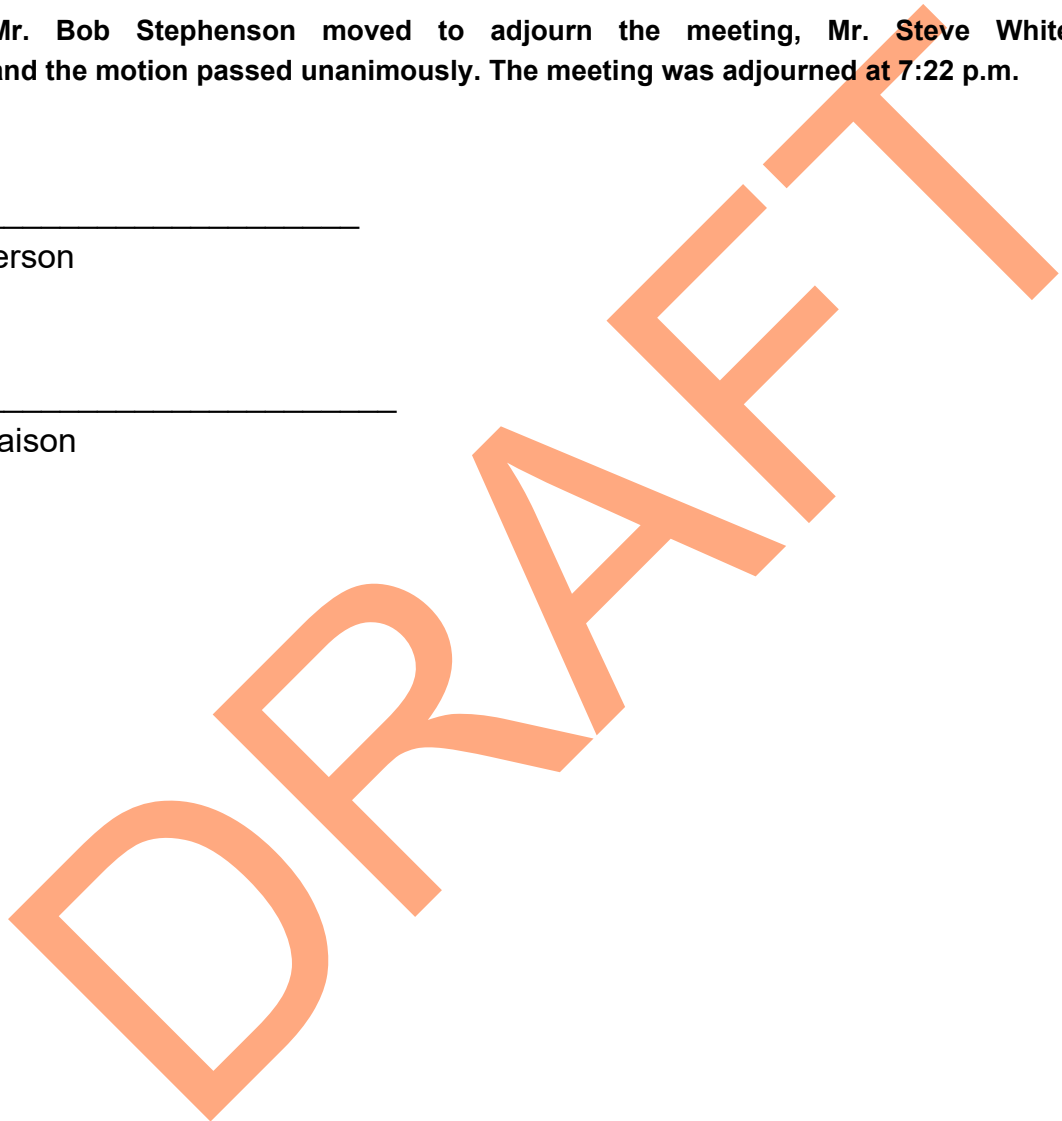 Mr. Bob Stephenson moved to adjourn the meeting, Mr. Steve White
and the motion passed unanimously. The meeting was adjourned at 7:22 p.m.
erson
aison
DRAFT